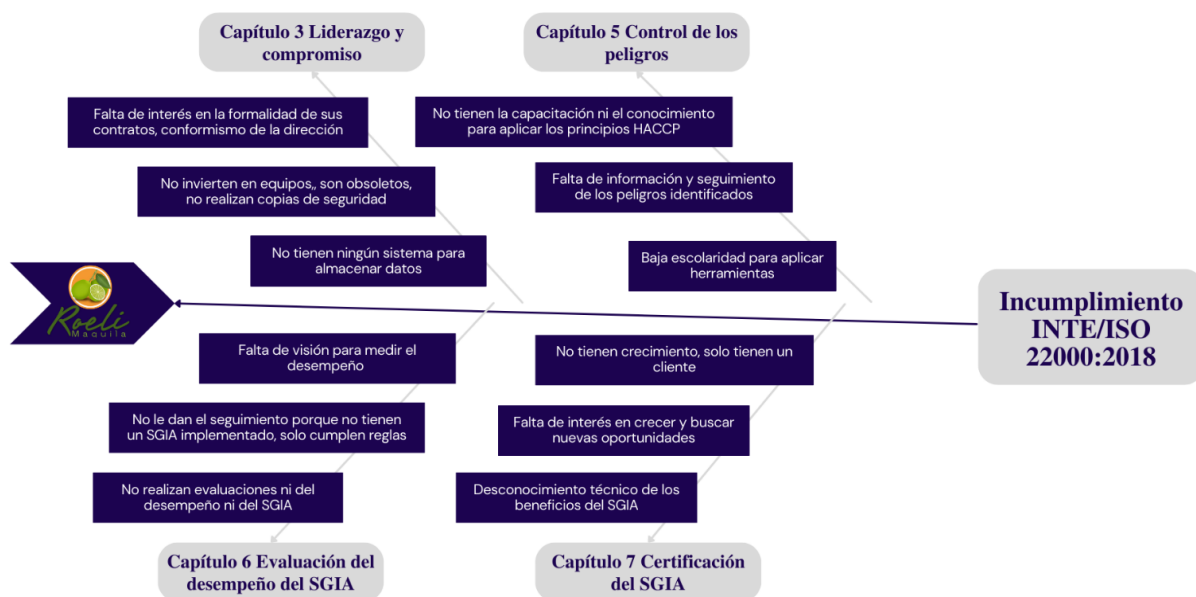 Capítulo 3 Liderazgo y
compromiso
Capítulo 5 Control de los
peligros
Falta de interés en la formalidad de sus
contratos, conformismo de la dirección
No tienen la capacitación ni el conocimiento
para aplicar los principios HACCP
No invierten en equipos,, son obsoletos,
no realizan copias de seguridad
Falta de información y seguimiento
de los peligros identificados
No tienen ningún sistema para
almacenar datos
Baja escolaridad para aplicar
herramientas
Roeli
Maquila
Incumplimiento
INTE/ISO
22000:2018
Falta de visión para medir el
desempeño
No tienen crecimiento, solo tienen un
cliente
No le dan el seguimiento porque no tienen
un SGIA implementado, solo cumplen reglas
Falta de interés en crecer y buscar
nuevas oportunidades
No realizan evaluaciones ni del
desempeño ni del SGIA
Desconocimiento técnico de los
beneficios del SGIA
Capítulo 6 Evaluación del
desempeño del SGIA
Capítulo 7 Certificación
del SGIA